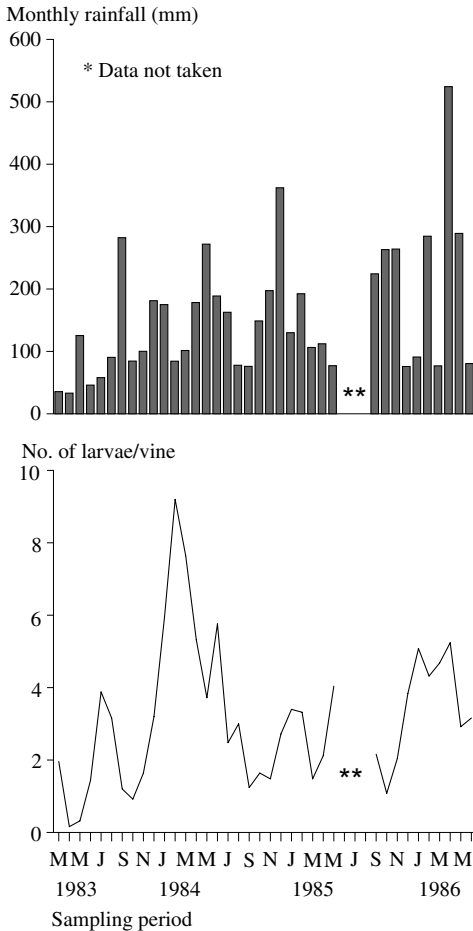 Monthly rainfall (mm)
600
* Data not taken
500
400
300
200
100
**
0
No. of larvae/vine
10
8
6
4
2
**
0
M M J S N J M M J S N J M M J S N J M M
1983 1984 1985 1986
Sampling period